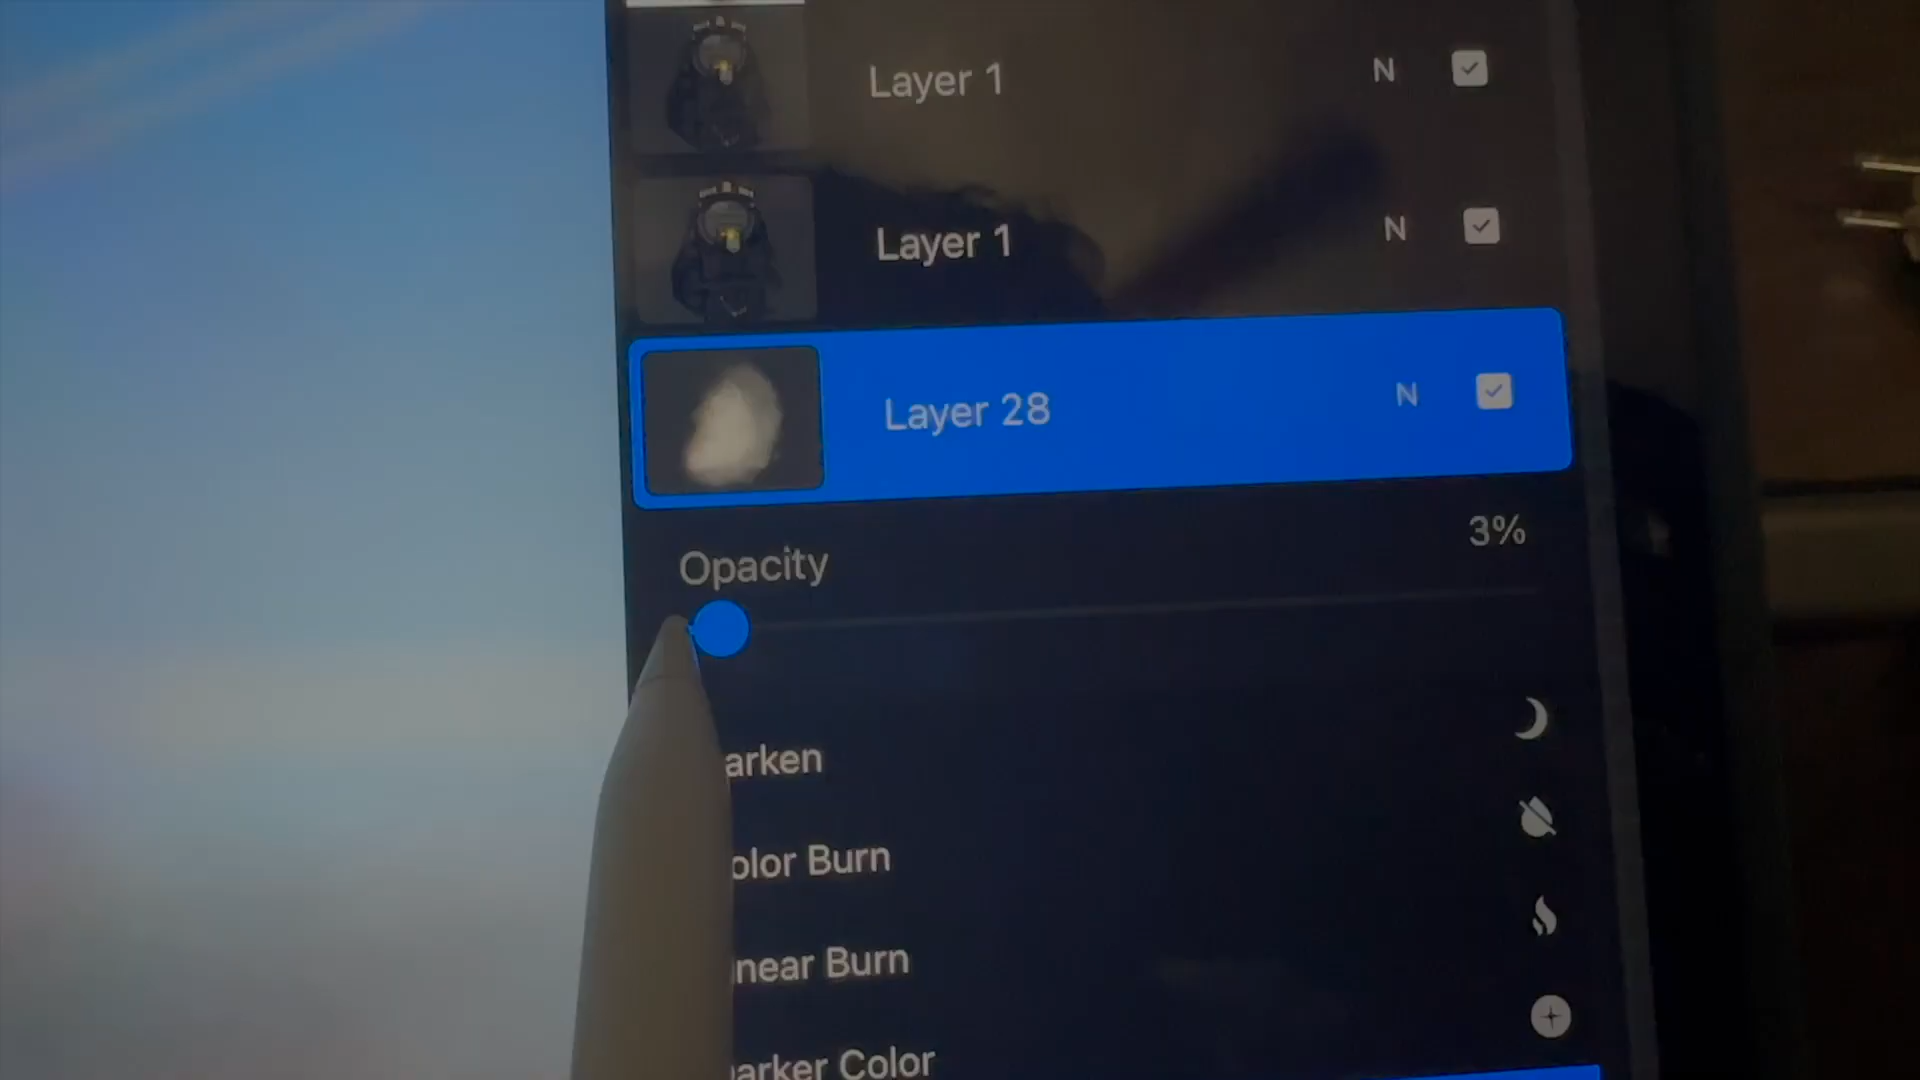 Layer 1 N
Layer 1 N
Layer 28 N
3%
Opacity
arken
olor Burn
near Burn
arker Color